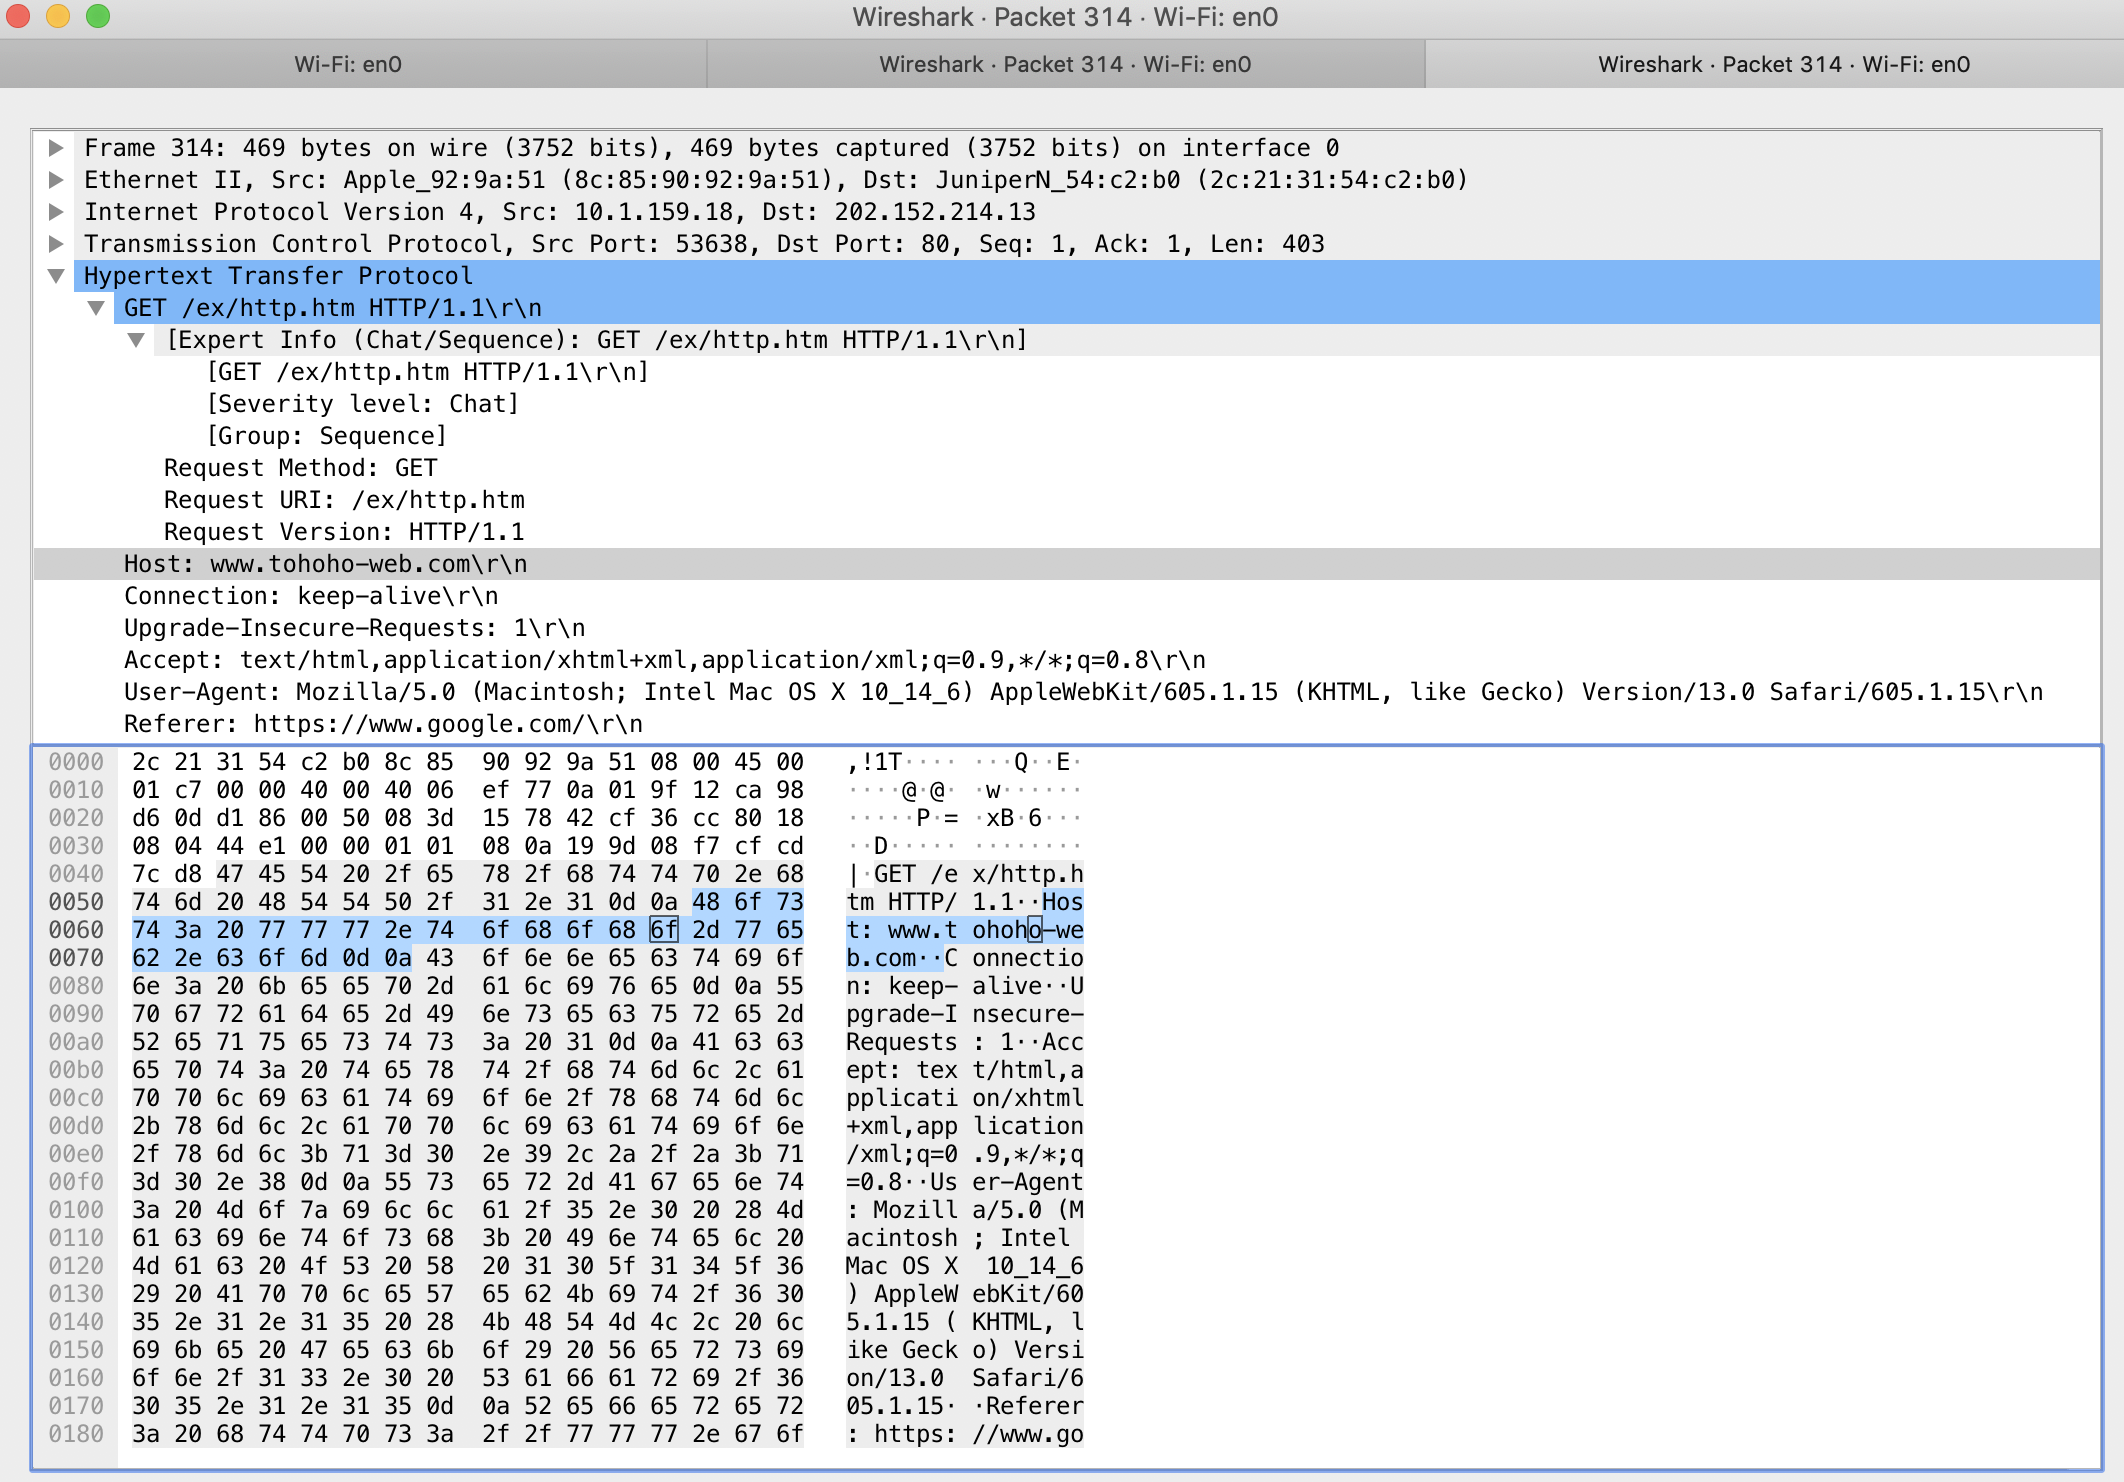 Wireshark · Packet 314 · Wi-Fi: en0
Wi-Fi: en0
Wireshark · Packet 314 · Wi-Fi: en0
Wireshark · Packet 314 · Wi-Fi: en0
Frame 314: 469 bytes on wire (3752 bits), 469 bytes captured (3752 bits) on interface 0
Ethernet II, Src: Apple_92:9a:51 (8c:85:90:92:9a:51), Dst: JuniperN_54:c2:b0 (2c:21:31:54:c2:b0)
Internet Protocol Version 4, Src: 10.1.159.18, Dst: 202.152.214.13
Transmission Control Protocol, Src Port: 53638, Dst Port: 80, Seq: 1, Ack: 1, Len: 403
Hypertext Transfer Protocol
GET /ex/http.htm HTTP/1.1\r\n
[Expert Info (Chat/Sequence): GET /ex/http.htm HTTP/1.1\r\n]
[GET /ex/http.htm HTTP/1.1\r\n]
[Severity level: Chat]
[Group: Sequence]
Request Method: GET
Request URI: /ex/http.htm
Request Version: HTTP/1.1
Host: www.tohoho-web.com\r\n
Connection: keep-alive\r\n
Upgrade-Insecure-Requests: 1\r\n
Accept: text/html,application/xhtml+xml,application/xml;q=0.9,*/*;q=0.8\r\n
User-Agent: Mozilla/5.0 (Macintosh; Intel Mac OS X 10_14_6) AppleWebKit/605.1.15 (KHTML, like Gecko) Version/13.0 Safari/605.1.15\r\n
Referer: https://www.google.com/\r\n
0000 2c 21 31 54 c2 b0 8c 85 90 92 9a 51 08 00 45 00 ,!1T···· ···Q··E·
0010 01 c7 00 00 40 00 40 06 ef 77 0a 01 9f 12 ca 98 ····@·@· ·w······
0020 d6 0d d1 86 00 50 08 3d 15 78 42 cf 36 cc 80 18 ·····P·= ·xB·6···
0030 08 04 44 e1 00 00 01 01 08 0a 19 9d 08 f7 cf cd ··D····· ········
0040 7c d8 47 45 54 20 2f 65 78 2f 68 74 74 70 2e 68 |·GET /e x/http.h
0050 74 6d 20 48 54 54 50 2f 31 2e 31 0d 0a 48 6f 73 tm HTTP/ 1.1··Hos
0060 74 3a 20 77 77 77 2e 74 6f 68 6f 68 6f 2d 77 65 t: www.t ohoho-we
0070 62 2e 63 6f 6d 0d 0a 43 6f 6e 6e 65 63 74 69 6f b.com··C onnectio
0080 6e 3a 20 6b 65 65 70 2d 61 6c 69 76 65 0d 0a 55 n: keep- alive··U
0090 70 67 72 61 64 65 2d 49 6e 73 65 63 75 72 65 2d pgrade-I nsecure-
00a0 52 65 71 75 65 73 74 73 3a 20 31 0d 0a 41 63 63 Requests : 1··Acc
00b0 65 70 74 3a 20 74 65 78 74 2f 68 74 6d 6c 2c 61 ept: tex t/html,a
00c0 70 70 6c 69 63 61 74 69 6f 6e 2f 78 68 74 6d 6c pplicati on/xhtml
00d0 2b 78 6d 6c 2c 61 70 70 6c 69 63 61 74 69 6f 6e +xml,app lication
00e0 2f 78 6d 6c 3b 71 3d 30 2e 39 2c 2a 2f 2a 3b 71 /xml;q=0 .9,*/*;q
00f0 3d 30 2e 38 0d 0a 55 73 65 72 2d 41 67 65 6e 74 =0.8··Us er-Agent
0100 3a 20 4d 6f 7a 69 6c 6c 61 2f 35 2e 30 20 28 4d : Mozill a/5.0 (M
0110 61 63 69 6e 74 6f 73 68 3b 20 49 6e 74 65 6c 20 acintosh ; Intel
0120 4d 61 63 20 4f 53 20 58 20 31 30 5f 31 34 5f 36 Mac OS X 10_14_6
0130 29 20 41 70 70 6c 65 57 65 62 4b 69 74 2f 36 30 ) AppleW ebKit/60
0140 35 2e 31 2e 31 35 20 28 4b 48 54 4d 4c 2c 20 6c 5.1.15 ( KHTML, l
0150 69 6b 65 20 47 65 63 6b 6f 29 20 56 65 72 73 69 ike Geck o) Versi
0160 6f 6e 2f 31 33 2e 30 20 53 61 66 61 72 69 2f 36 on/13.0 Safari/6
0170 30 35 2e 31 2e 31 35 0d 0a 52 65 66 65 72 65 72 05.1.15· ·Referer
0180 3a 20 68 74 74 70 73 3a 2f 2f 77 77 77 2e 67 6f : https: //www.go